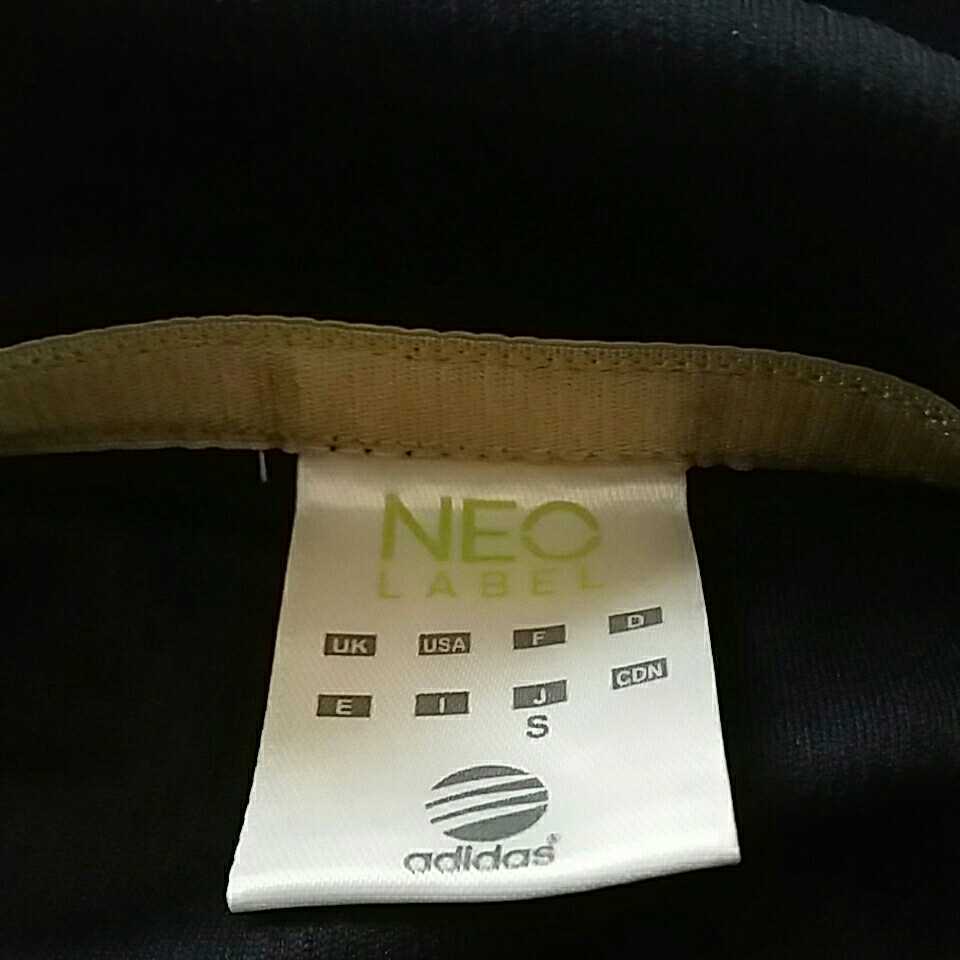 NEO
LABEL
UK USA F D
E I J CDN
S
adidas®